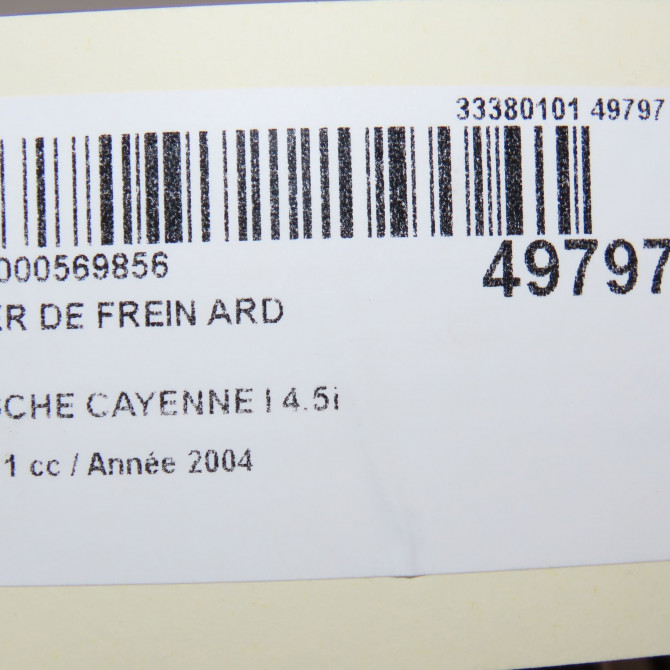 33380101 49797
000569856
49797
ER DE FREIN ARD
SCHE CAYENNE I 4.5i
1 cc / Année 2004